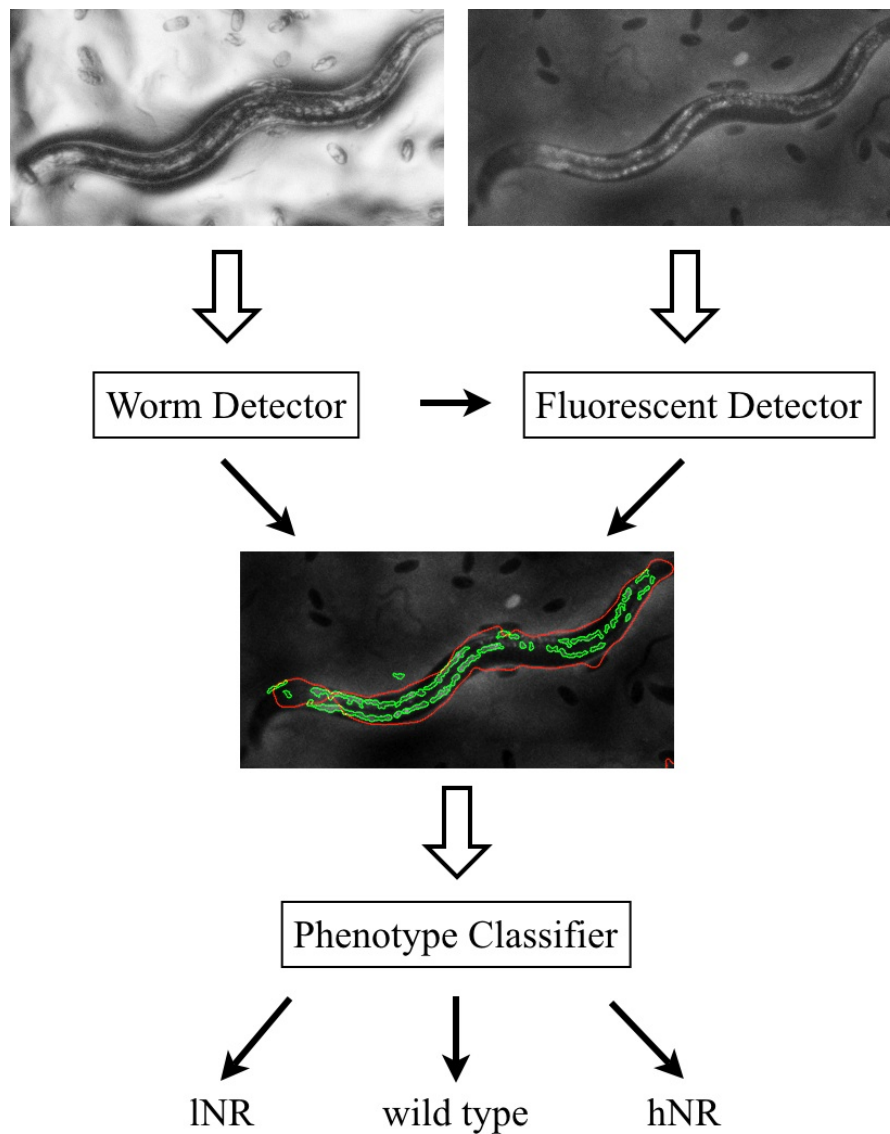 Worm Detector
Fluorescent Detector
Phenotype Classifier
lNR
wild type
hNR